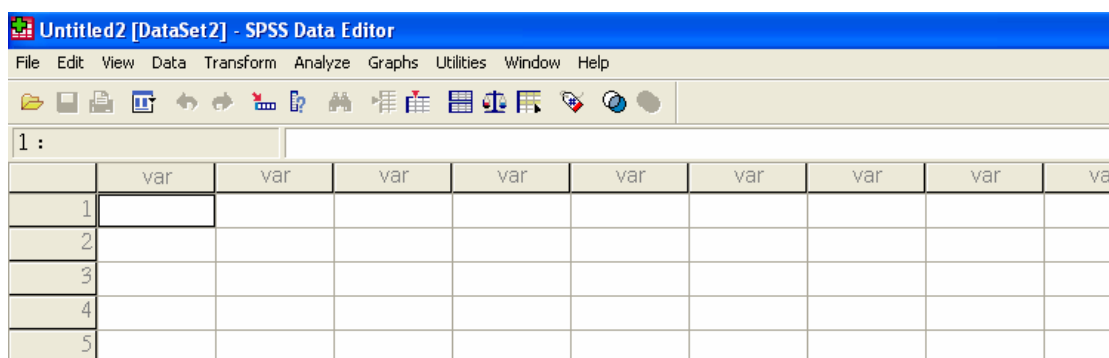 Untitled2 [DataSet2] - SPSS Data Editor
File Edit View Data Transform Analyze Graphs Utilities Window Help
1 :
var var var var var var var var va
1
2
3
4
5